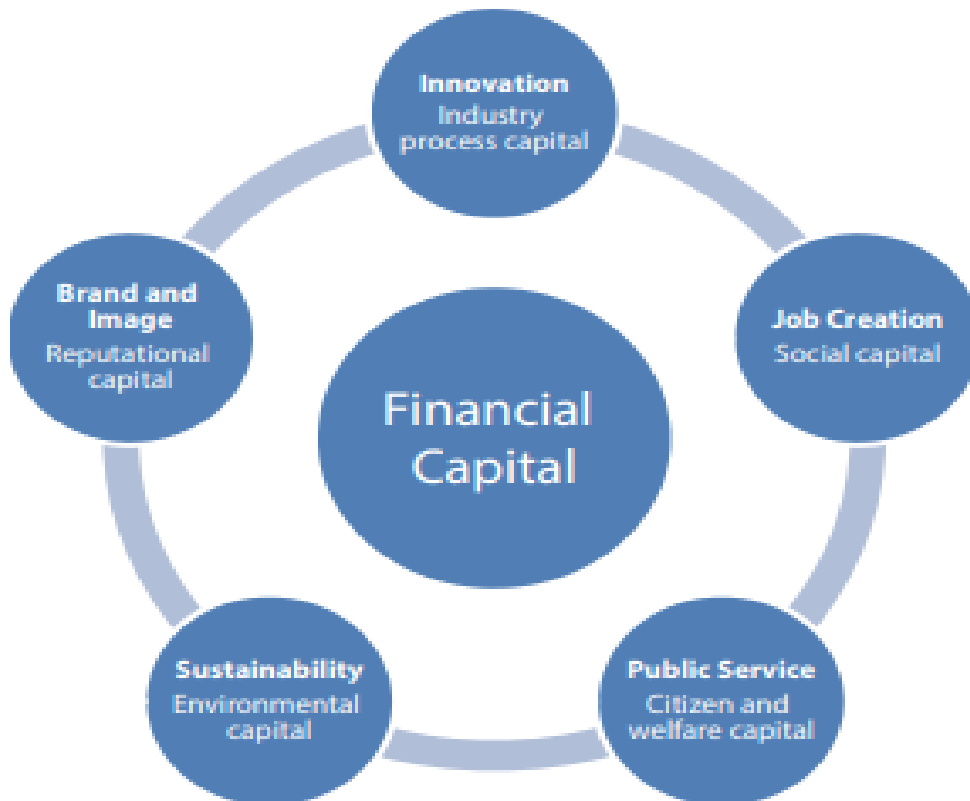 Innovation
Industry
process capital
Brand and
Image
Reputational
capital
Job Creation
Social capital
Financial
Capital
Sustainability
Environmental
capital
Public Service
Citizen and
welfare capital